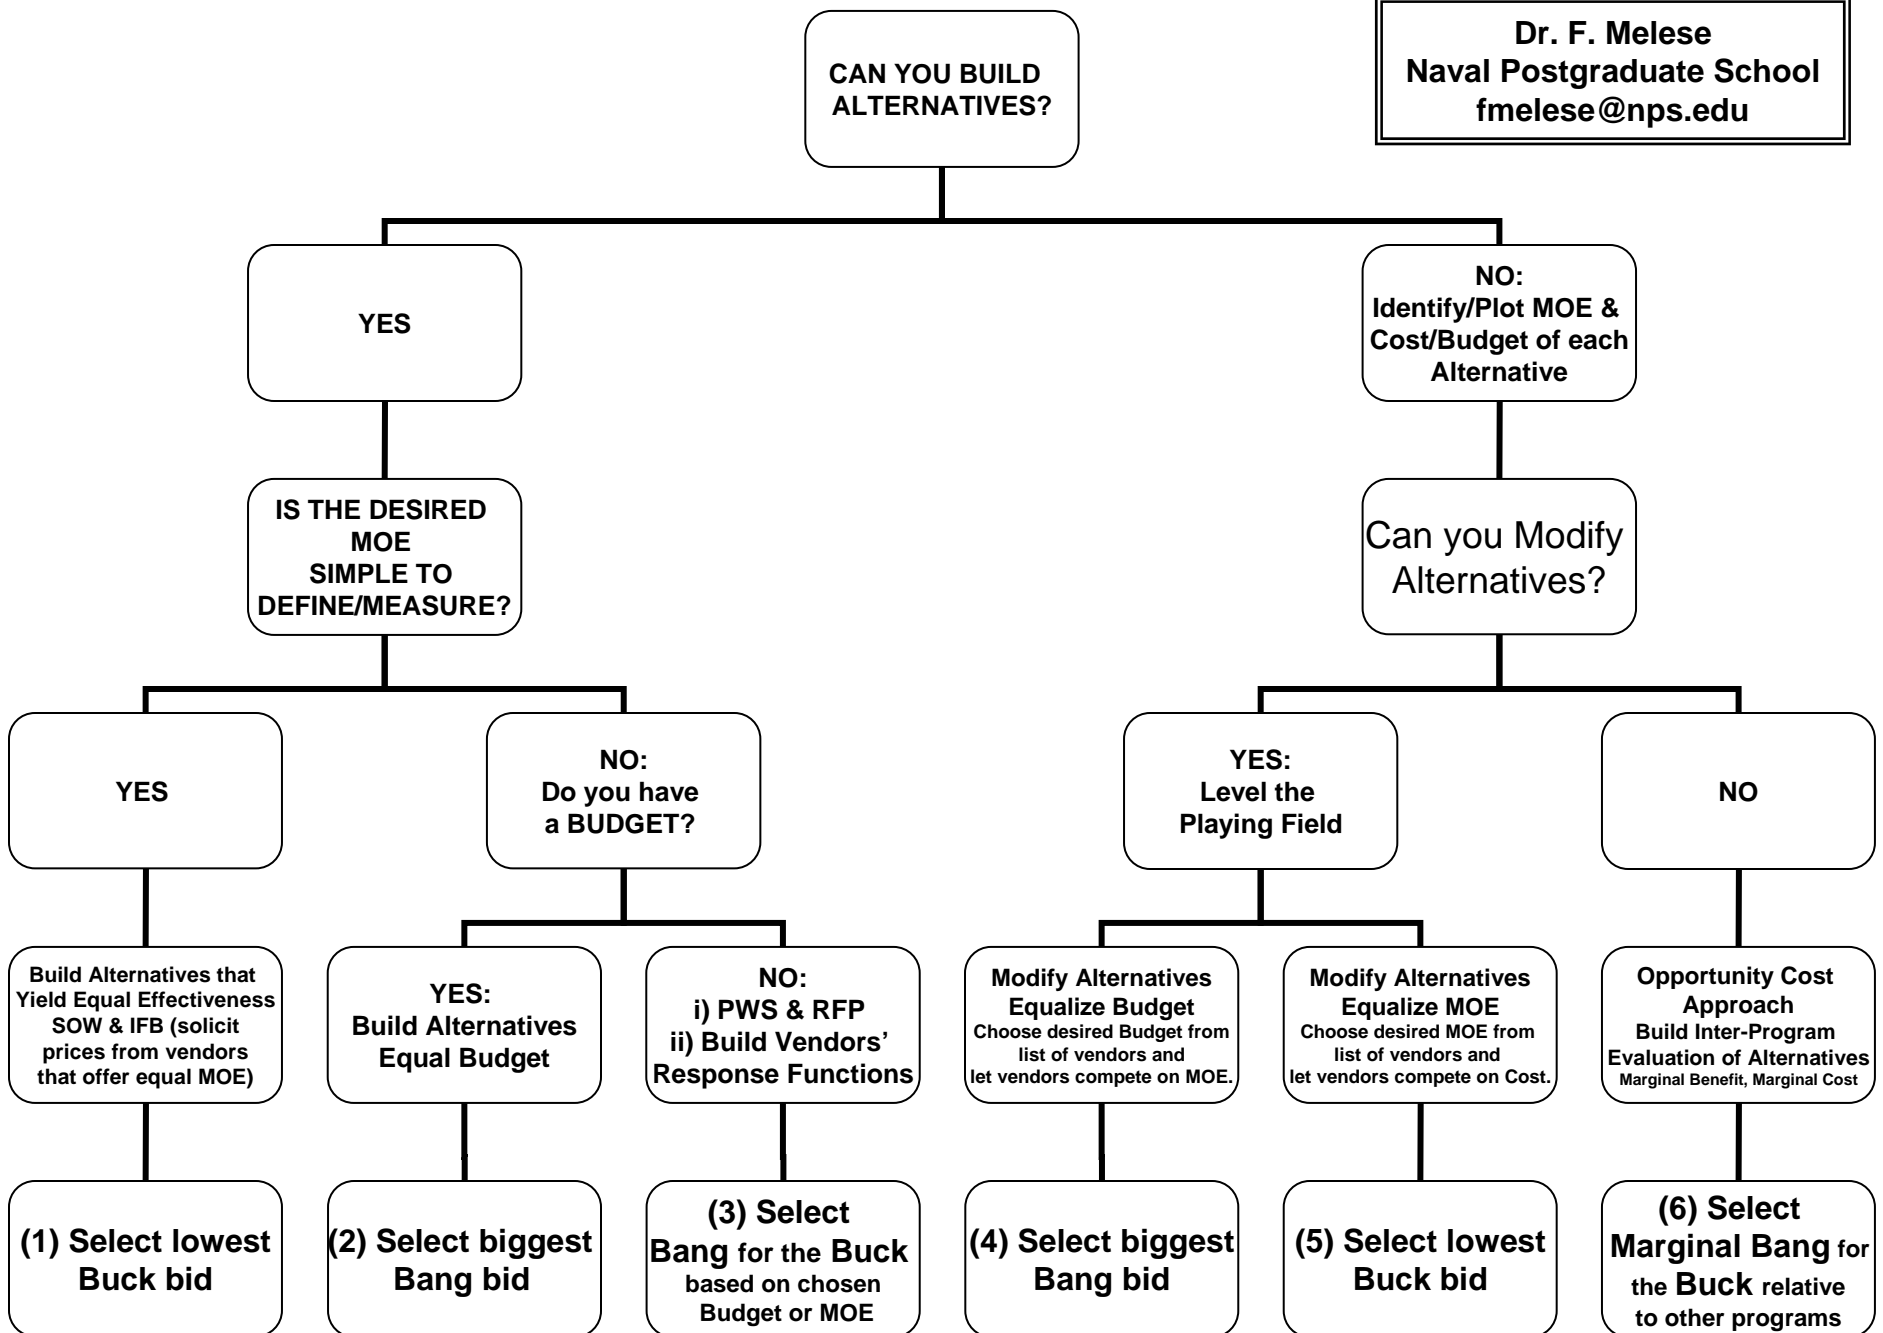 Dr. F. Melese
Naval Postgraduate School
fmelese@nps.edu
CAN YOU BUILD
ALTERNATIVES?
YES
NO:
Identify/Plot MOE &
Cost/Budget of each
Alternative
IS THE DESIRED
MOE
SIMPLE TO
DEFINE/MEASURE?
Can you Modify
Alternatives?
YES
NO:
Do you have
a BUDGET?
YES:
Level the
Playing Field
NO
Build Alternatives that
Yield Equal Effectiveness
SOW & IFB (solicit
prices from vendors
that offer equal MOE)
YES:
Build Alternatives
Equal Budget
NO:
i) PWS & RFP
ii) Build Vendors’
Response Functions
Modify Alternatives
Equalize Budget
Choose desired Budget from
list of vendors and
let vendors compete on MOE.
Modify Alternatives
Equalize MOE
Choose desired MOE from
list of vendors and
let vendors compete on Cost.
Opportunity Cost
Approach
Build Inter-Program
Evaluation of Alternatives
Marginal Benefit, Marginal Cost
(1) Select lowest
Buck bid
(2) Select biggest
Bang bid
(3) Select
Bang for the Buck
based on chosen
Budget or MOE
(4) Select biggest
Bang bid
(5) Select lowest
Buck bid
(6) Select
Marginal Bang for
the Buck relative
to other programs